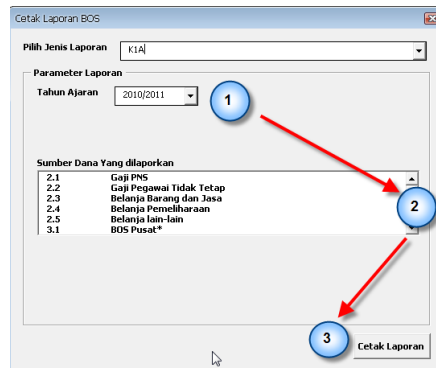 Cetak Laporan BOS
Pilih Jenis Laporan K1A
Parameter Laporan
Tahun Ajaran 2010/2011
1
Sumber Dana Yang dilaporkan
2.1 Gaji PNS
2.2 Gaji Pegawai Tidak Tetap
2.3 Belanja Barang dan Jasa
2.4 Belanja Pemeliharaan
2.5 Belanja lain-lain
3.1 BOS Pusat*
2
3
Cetak Laporan